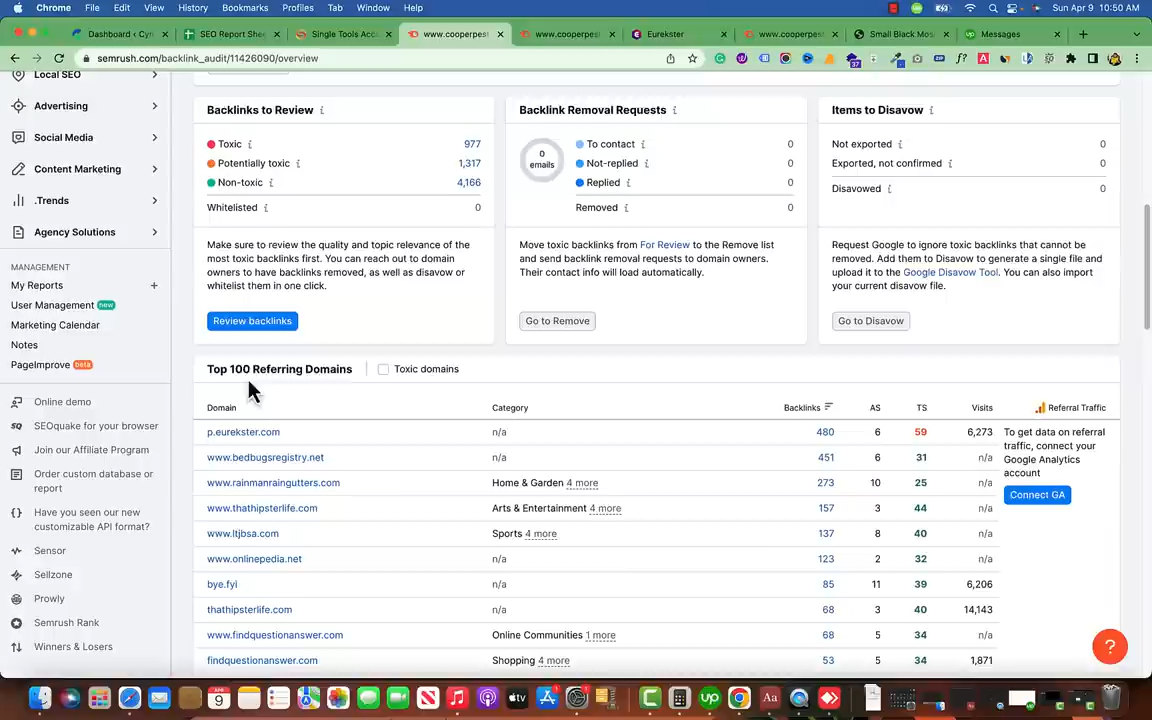 Chrome File Edit View History Bookmarks Profiles Tab Window Help Sun Apr 9 10:50 AM
Dashboard ‹ Cyn SEO Report She Single Tools Acc www.cooperpest www.cooperpest Eurekster www.cooperpest Small Black Mos Messages
semrush.com/backlink_audit/11426090/overview
Local SEO
Advertising
Social Media
Content Marketing
.Trends
Agency Solutions
MANAGEMENT
My Reports
User Management new
Marketing Calendar
Notes
PageImprove beta
Online demo
SEOquake for your browser
Join our Affiliate Program
Order custom database or
report
Have you seen our new
customizable API format?
Sensor
Sellzone
Prowly
Semrush Rank
Winners & Losers
Backlinks to Review i
Toxic i 977
Potentially toxic i 1,317
Non-toxic i 4,166
Whitelisted i 0
Make sure to review the quality and topic relevance of the
most toxic backlinks first. You can reach out to domain
owners to have backlinks removed, as well as disavow or
whitelist them in one click.
Review backlinks
Backlink Removal Requests i
0
emails
To contact i 0
Not-replied i 0
Replied i 0
Removed i 0
Move toxic backlinks from For Review to the Remove list
and send backlink removal requests to domain owners.
Their contact info will load automatically.
Go to Remove
Items to Disavow i
Not exported i 0
Exported, not confirmed i 0
Disavowed i 0
Request Google to ignore toxic backlinks that cannot be
removed. Add them to Disavow to generate a single file and
upload it to the Google Disavow Tool. You can also import
your current disavow file.
Go to Disavow
Top 100 Referring Domains Toxic domains
Domain Category Backlinks AS TS Visits Referral Traffic
p.eurekster.com n/a 480 6 59 6,273
www.bedbugsregistry.net n/a 451 6 31 n/a
www.rainmanraingutters.com Home & Garden 4 more 273 10 25 n/a
www.thathipsterlife.com Arts & Entertainment 4 more 157 3 44 n/a
www.ltjbsa.com Sports 4 more 137 8 40 n/a
www.onlinepedia.net n/a 123 2 32 n/a
bye.fyi n/a 85 11 39 6,206
thathipsterlife.com n/a 68 3 40 14,143
www.findquestionanswer.com Online Communities 1 more 68 5 34 n/a
findquestionanswer.com Shopping 4 more 53 5 34 1,871
To get data on referral
traffic, connect your
Google Analytics
account
Connect GA
?